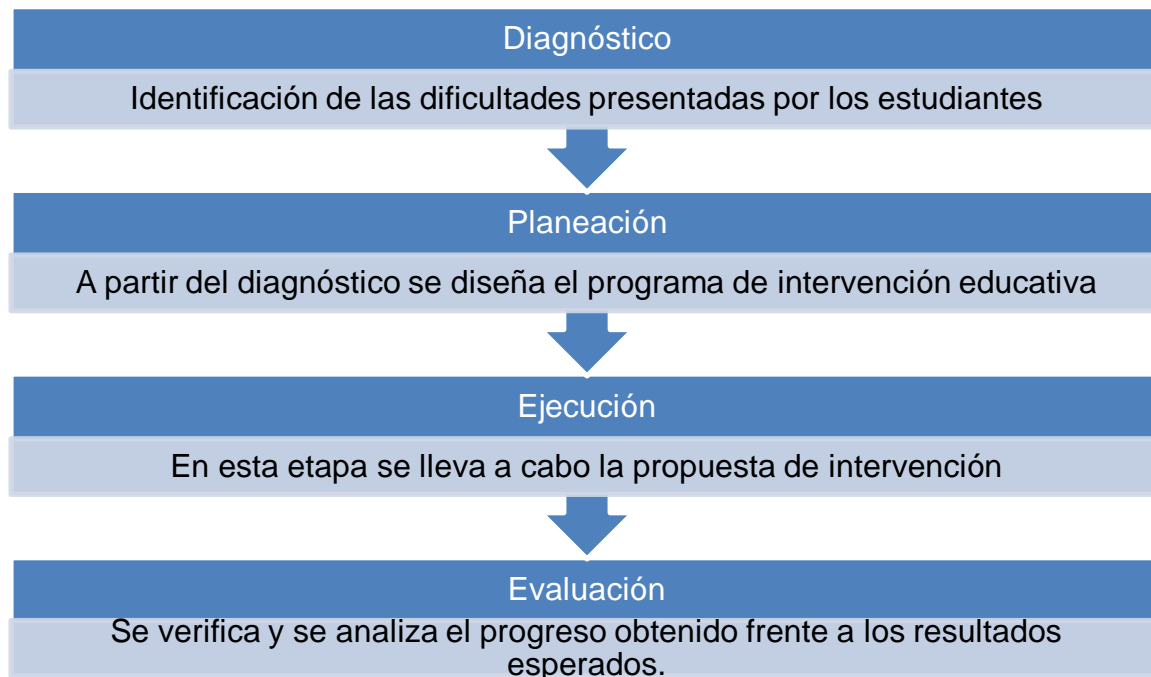 Diagnóstico
Identificación de las dificultades presentadas por los estudiantes
Planeación
A partir del diagnóstico se diseña el programa de intervención educativa
Ejecución
En esta etapa se lleva a cabo la propuesta de intervención
Evaluación
Se verifica y se analiza el progreso obtenido frente a los resultados
esperados.